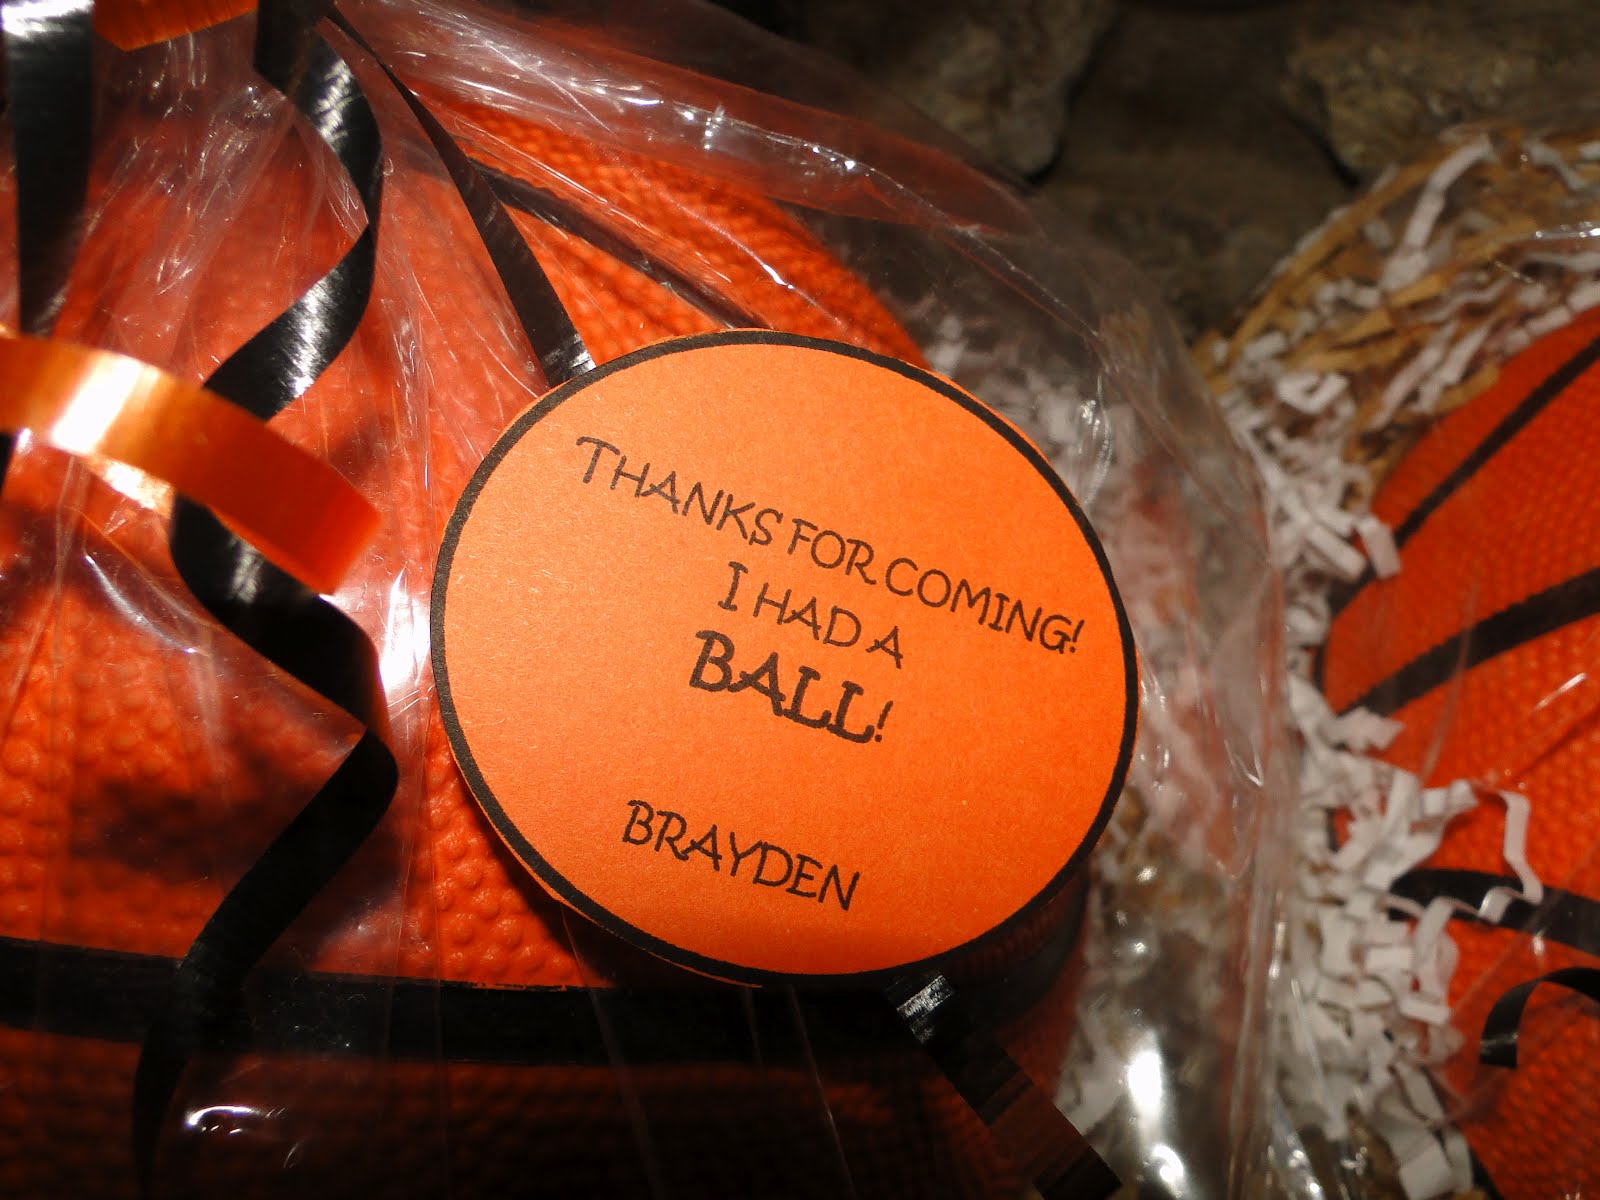 THANKS FOR COMING!
I HAD A
BALL!
BRAYDEN